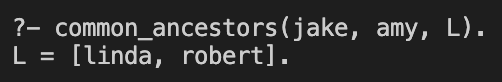 ?- common_ancestors(jake, amy, L).
L = [linda, robert].